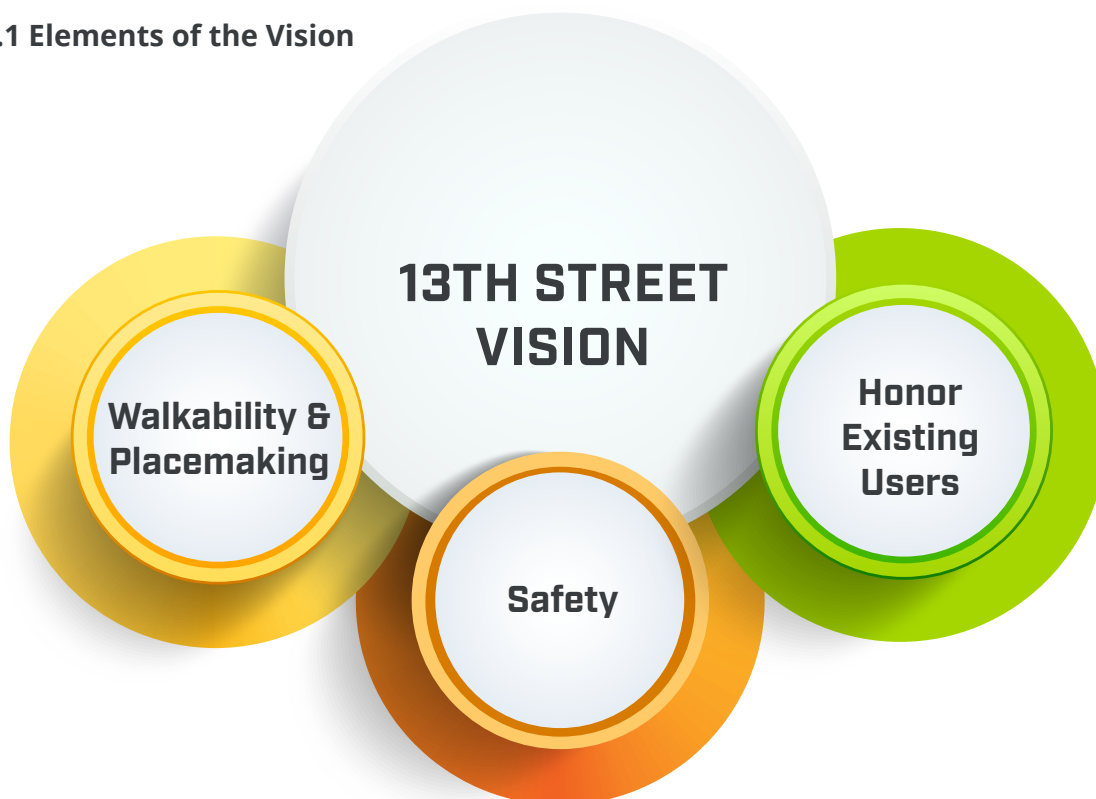 .1 Elements of the Vision
13TH STREET
VISION
Walkability &
Placemaking
Honor
Existing
Users
Safety